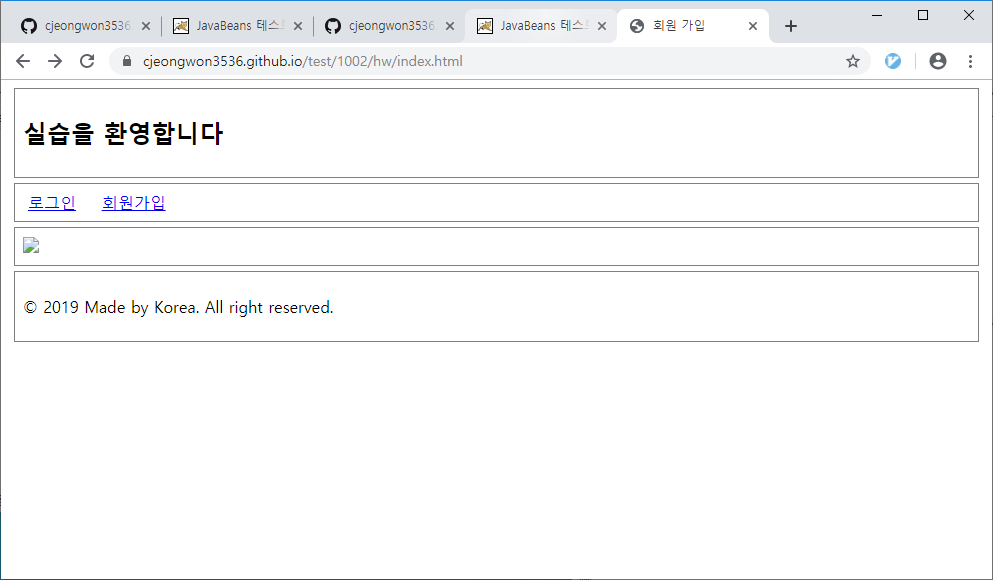 cjeongwon3536 JavaBeans 테스 cjeongwon3536 JavaBeans 테스 회원 가입
cjeongwon3536.github.io/test/1002/hw/index.html
실습을 환영합니다
로그인 회원가입
© 2019 Made by Korea. All right reserved.